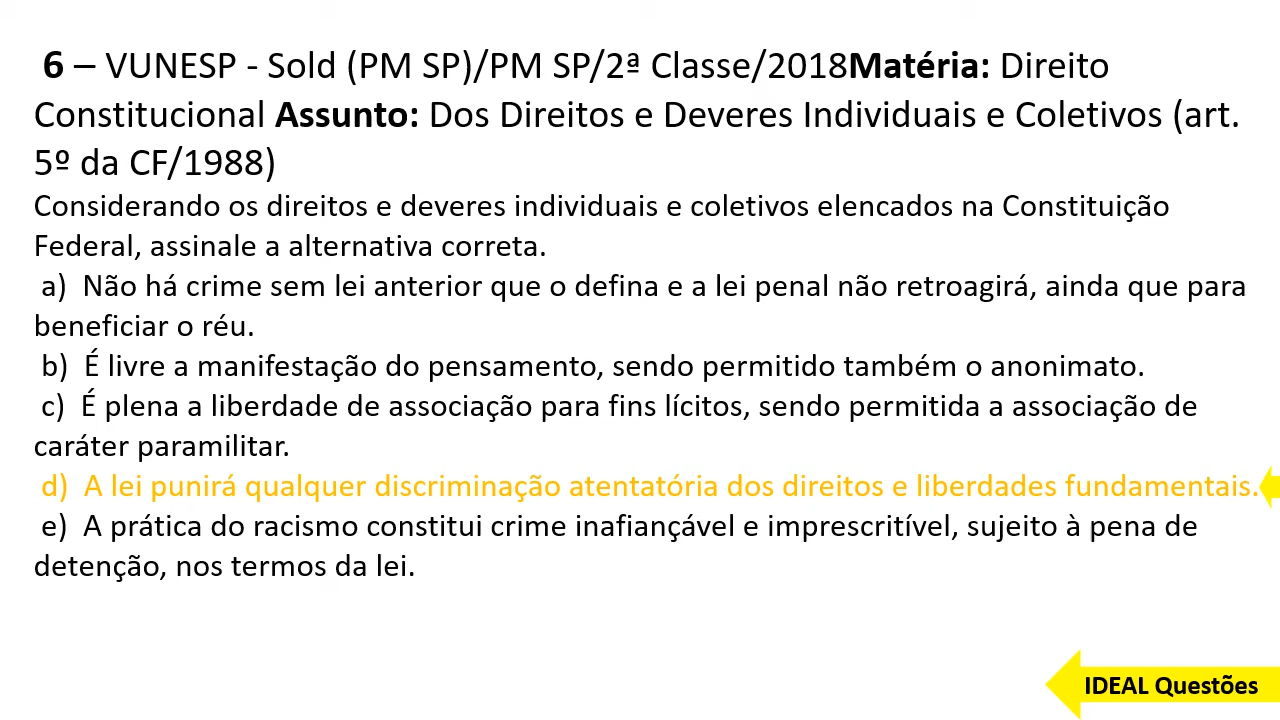 6 – VUNESP - Sold (PM SP)/PM SP/2ª Classe/2018Matéria: Direito
Constitucional Assunto: Dos Direitos e Deveres Individuais e Coletivos (art.
5º da CF/1988)
Considerando os direitos e deveres individuais e coletivos elencados na Constituição
Federal, assinale a alternativa correta.
a) Não há crime sem lei anterior que o defina e a lei penal não retroagirá, ainda que para
beneficiar o réu.
b) É livre a manifestação do pensamento, sendo permitido também o anonimato.
c) É plena a liberdade de associação para fins lícitos, sendo permitida a associação de
caráter paramilitar.
d) A lei punirá qualquer discriminação atentatória dos direitos e liberdades fundamentais.
e) A prática do racismo constitui crime inafiançável e imprescritível, sujeito à pena de
detenção, nos termos da lei.
IDEAL Questões